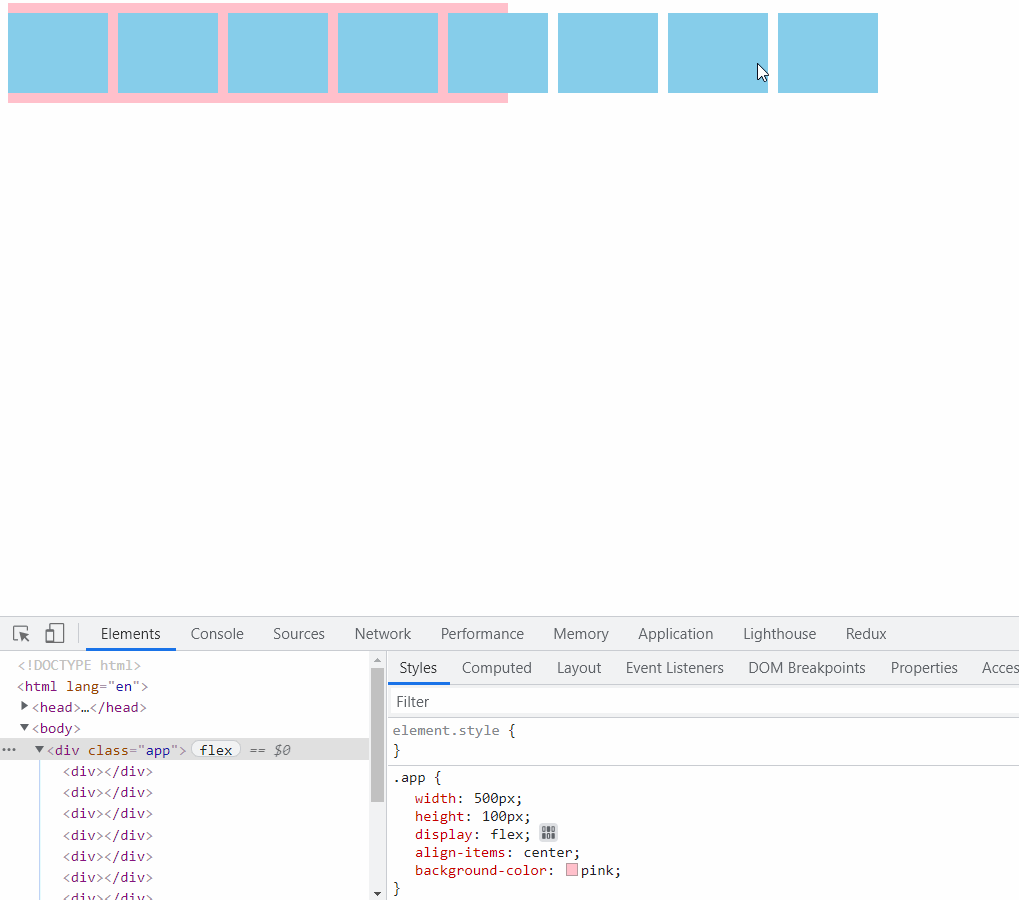 Elements Console Sources Network Performance Memory Application Lighthouse Redux
<!DOCTYPE html>
<html lang="en">
<head>…</head>
<body>
<div class="app"> flex == $0
<div></div>
<div></div>
<div></div>
<div></div>
<div></div>
<div></div>
<div></div>
Styles Computed Layout Event Listeners DOM Breakpoints Properties Acces
Filter
element.style {
}
.app {
width: 500px;
height: 100px;
display: flex;
align-items: center;
background-color: pink;
}